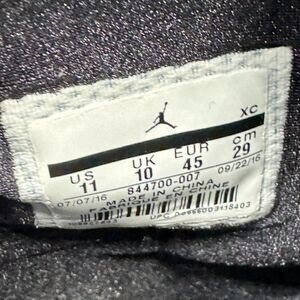 XC
US UK EUR cm
11 10 45 29
844700-007
07/07/16 09/22/16
MADE IN CHINA